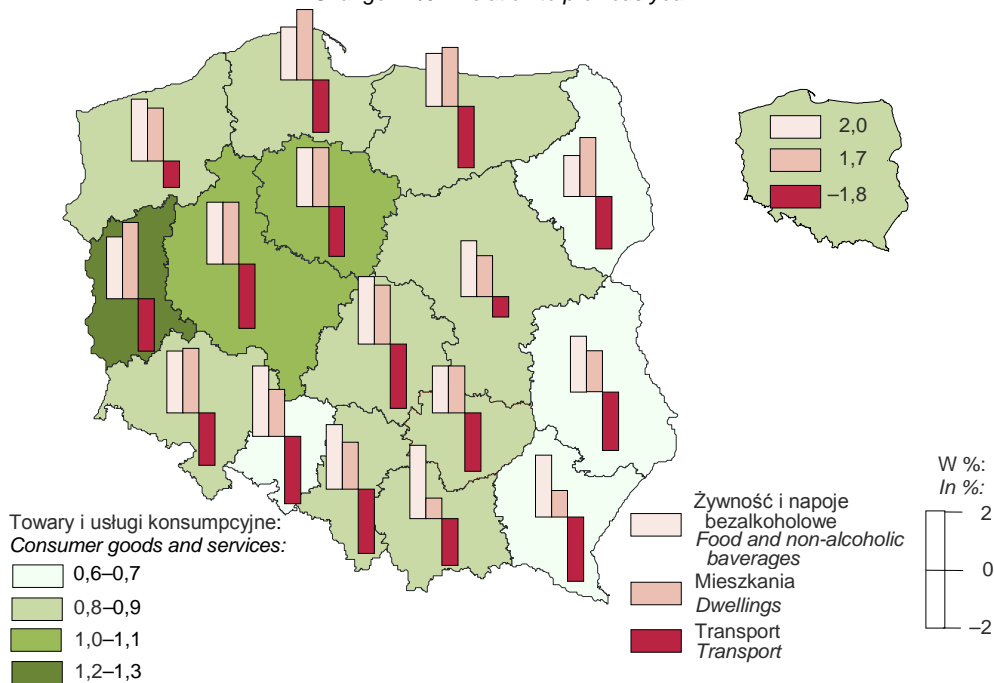 2,0
1,7
–1,8
Towary i usługi konsumpcyjne:
Consumer goods and services:
0,6–0,7
0,8–0,9
1,0–1,1
1,2–1,3
Żywność i napoje
bezalkoholowe
Food and non-alcoholic
baverages
Mieszkania
Dwellings
Transport
Transport
W %:
In %:
2
0
–2